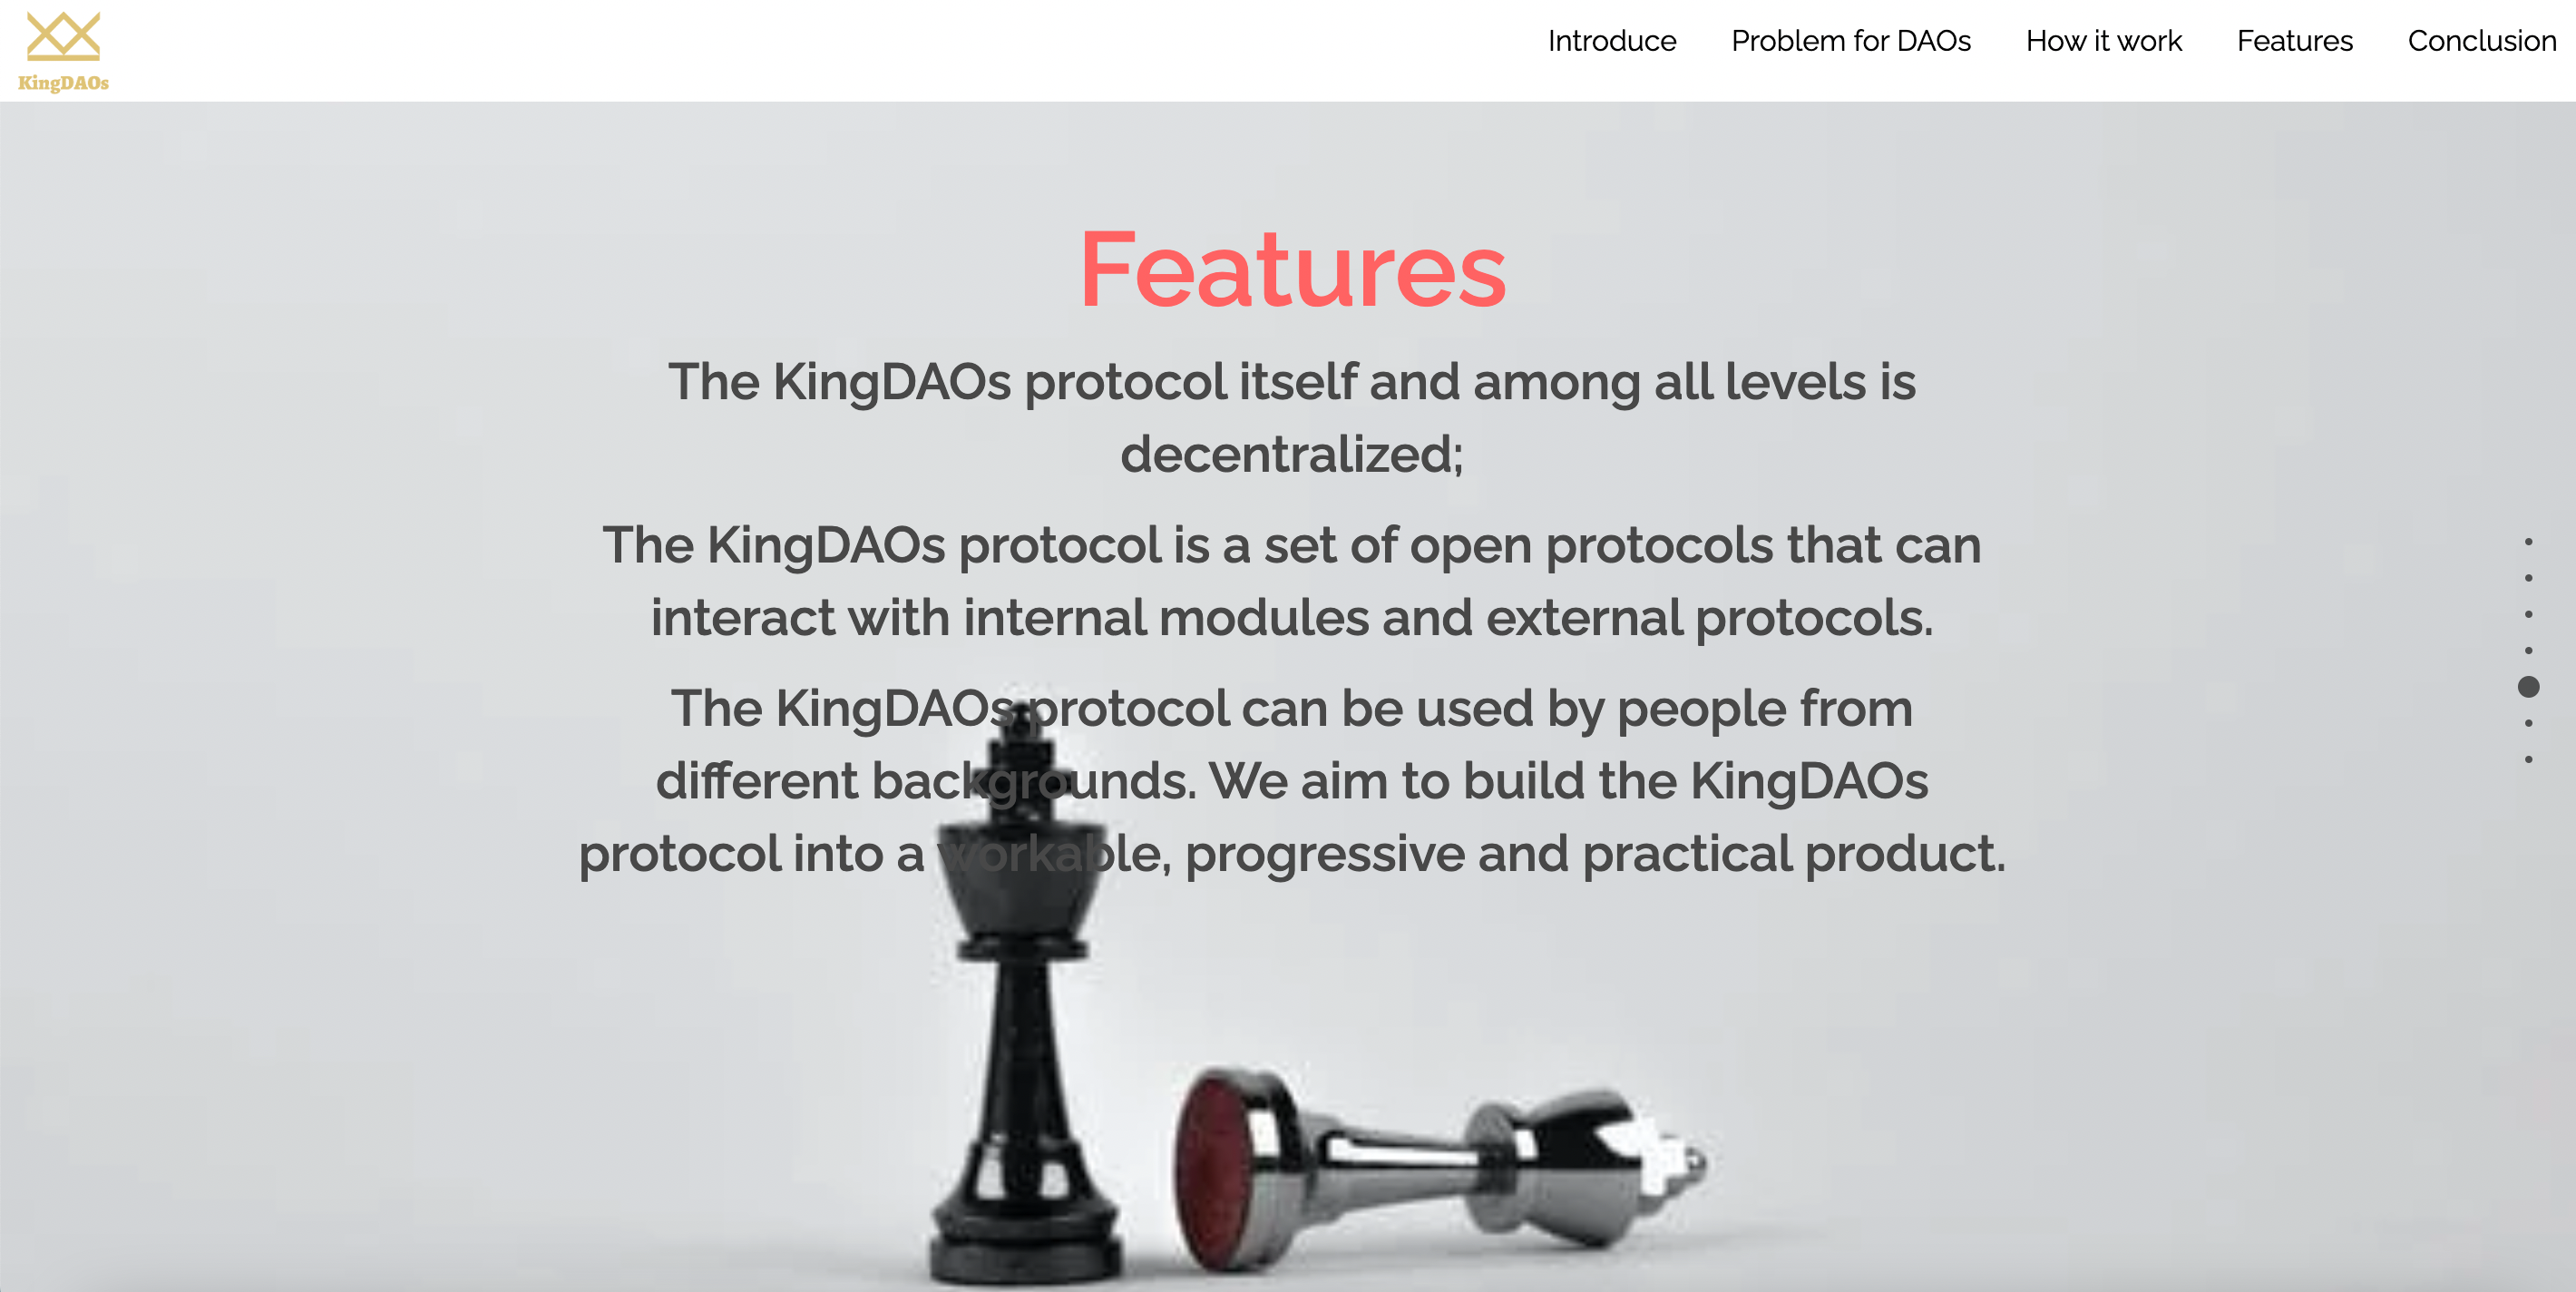 KingDAOs
Introduce
Problem for DAOs
How it work
Features
Conclusion
Features
The KingDAOs protocol itself and among all levels is
decentralized;
The KingDAOs protocol is a set of open protocols that can
interact with internal modules and external protocols.
The KingDAOs protocol can be used by people from
different backgrounds. We aim to build the KingDAOs
protocol into a workable, progressive and practical product.